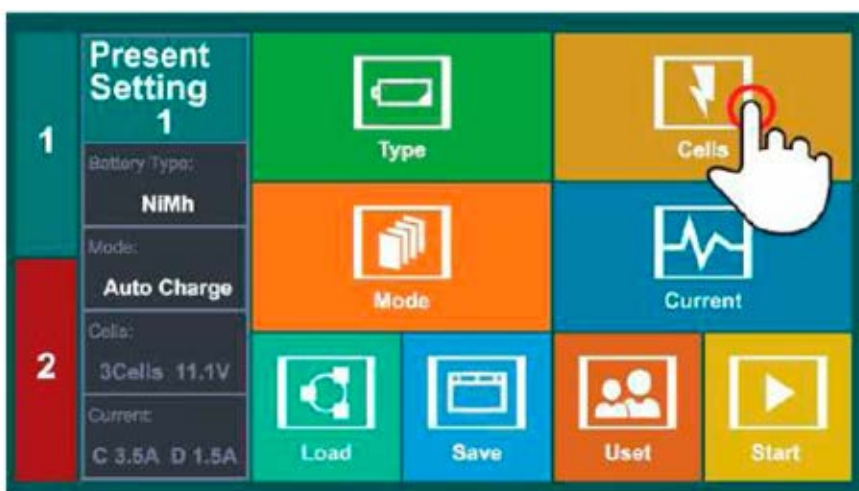 1
2
Present
Setting
1
Battery Type:
NiMh
Mode:
Auto Charge
Cells:
3Cells 11.1V
Current:
C 3.5A D 1.5A
Type
Cells
Mode
Current
Load
Save
Uset
Start